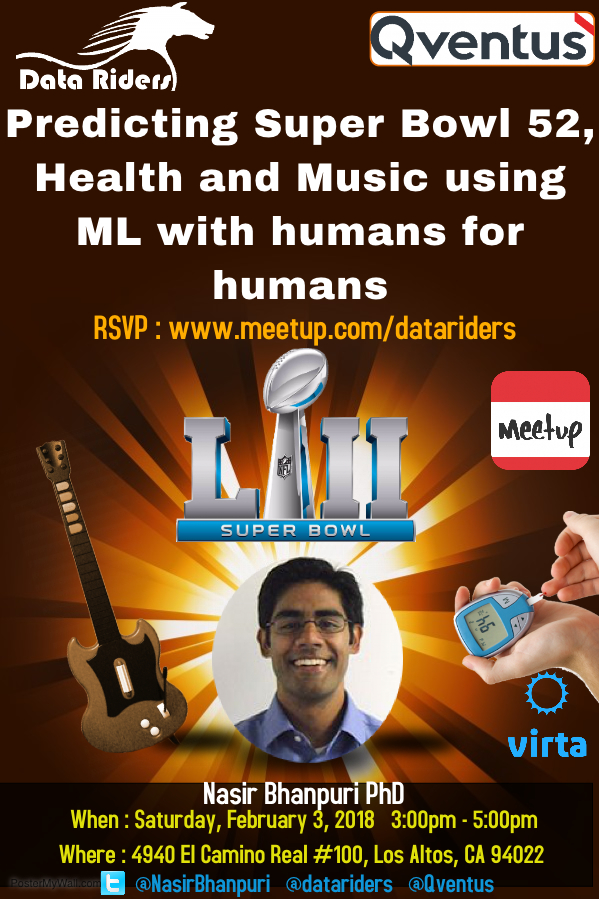 Data Riders
Qventus
Predicting Super Bowl 52,
Health and Music using
ML with humans for
humans
RSVP : www.meetup.com/datariders
Meetup
NFL
LII
SUPER BOWL
94
M
virta
Nasir Bhanpuri PhD
When : Saturday, February 3, 2018 3:00pm - 5:00pm
Where : 4940 El Camino Real #100, Los Altos, CA 94022
PosterMyWall.com
@NasirBhanpuri @datariders @Qventus